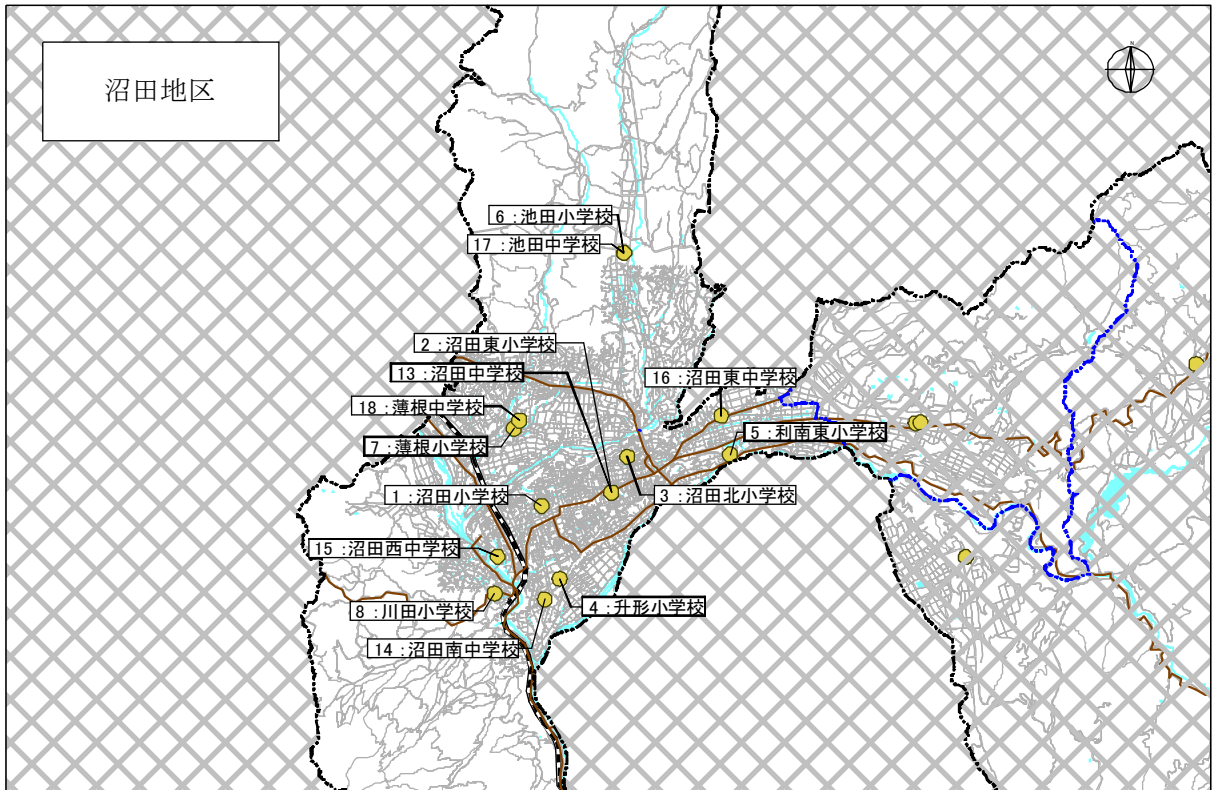 沼田地区
N
6：池田小学校
17：池田中学校
2：沼田東小学校
13：沼田中学校
16：沼田東中学校
18：薄根中学校
5：利南東小学校
7：薄根小学校
1：沼田小学校
3：沼田北小学校
15：沼田西中学校
8：川田小学校
4：升形小学校
14：沼田南中学校